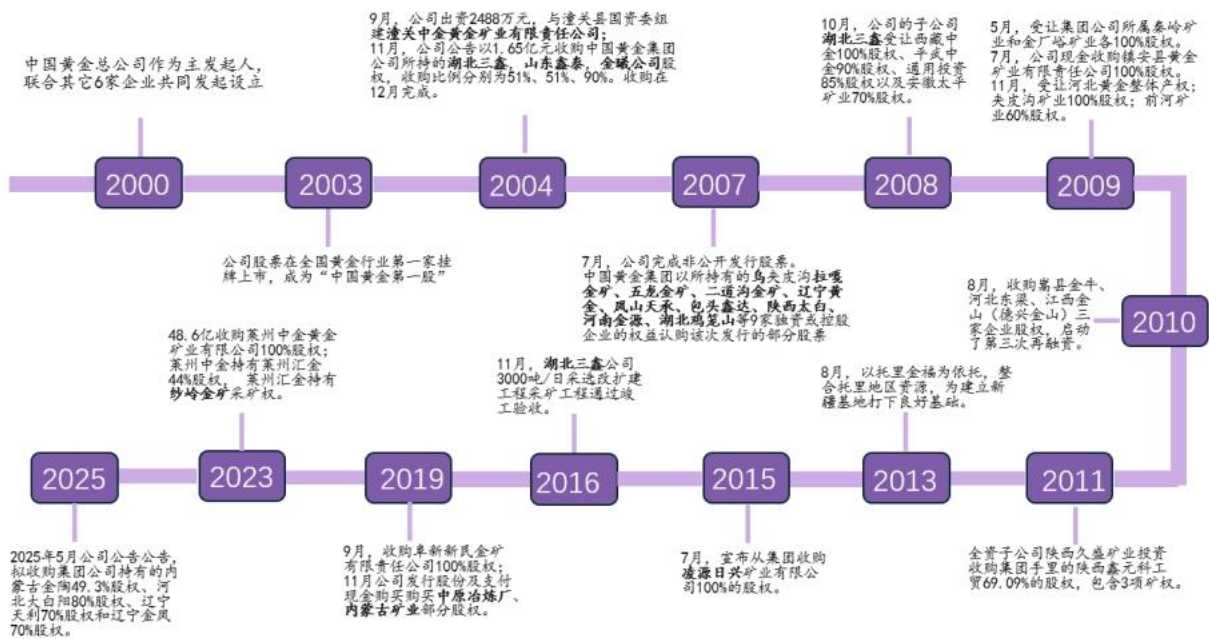 中国黄金总公司作为主发起人，
联合其它6家企业共同发起设立
2000
2003
公司股票在全国黄金行业第一家挂
牌上市，成为“中国黄金第一股”
9月，公司出资2488万元，与潼关县国资委组
建潼关中金黄金矿业有限责任公司；
11月，公司公告以1.65亿元收购中国黄金集团
公司所持的湖北三鑫，山东鑫泰，金曦公司股
权，收购比例分别为51%、51%、90%。收购在
12月完成。
2004
2007
7月，公司完成非公开发行股票。
中国黄金集团以所持有的乌夹皮沟拉嘎
金矿、五龙金矿、二道沟金矿、辽宁黄
金、凤山天承、包头鑫达、陕西太白、
河南金源、湖北鸡笼山等9家独资或控股
企业的权益认购该次发行的部分股票
10月，公司的子公司
湖北三鑫受让西藏中
金100%股权、平武中
金90%股权、通用投资
85%股权以及安徽太平
矿业70%股权。
2008
5月，受让集团公司所属秦岭矿
业和金厂峪矿业各100%股权。
7月，公司现金收购镇安县黄金
矿业有限责任公司100%股权。
11月，受让河北黄金整体产权；
夹皮沟矿业100%股权；前河矿
业60%股权。
2009
8月，收购嵩县金牛、
河北东梁、江西金
山（德兴金山）三
家企业股权，启动
了第三次再融资。
2010
2011
全资子公司陕西久盛矿业投资
收购集团手里的陕西鑫元科工
贸69.09%的股权，包含3项矿权。
8月，以托里金福为依托，整
合托里地区资源，为建立新
疆基地打下良好基础。
2013
2015
7月，宣布从集团收购
凌源日兴矿业有限公
司100%的股权。
11月，湖北三鑫公司
3000吨/日采选改扩建
工程采矿工程通过竣
工验收。
2016
2019
9月，收购阜新新民金矿
有限责任公司100%股权；
11月公司发行股份及支付
现金购买购买中原冶炼厂、
内蒙古矿业部分股权。
48.6亿收购莱州中金黄金
矿业有限公司100%股权；
莱州中金持有莱州汇金
44%股权， 莱州汇金持有
纱岭金矿采矿权。
2023
2025
2025年5月公司公告公告，
拟收购集团公司持有的内
蒙古金陶49.3%股权、河
北大白阳80%股权、辽宁
天利70%股权和辽宁金凤
70%股权。